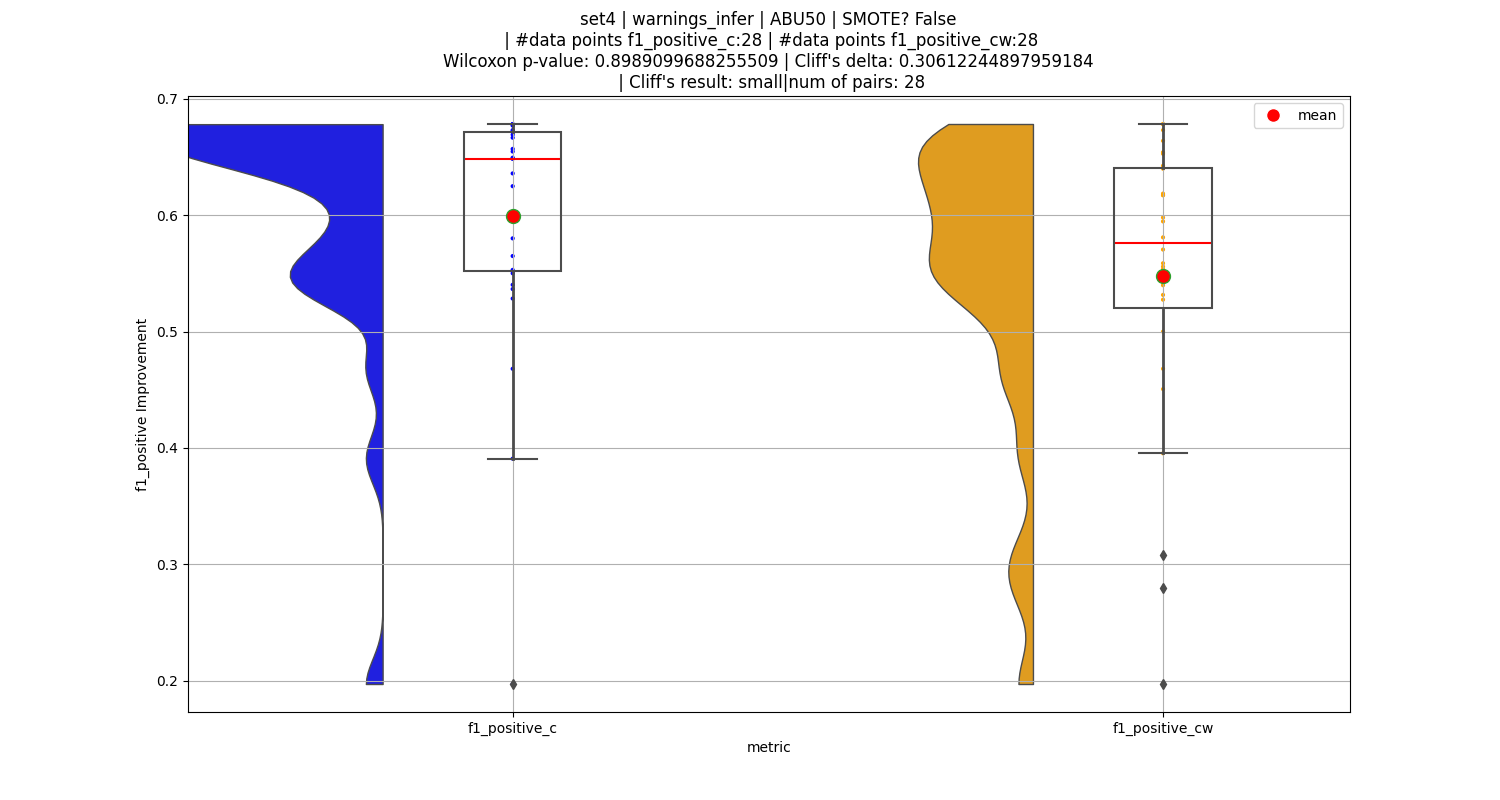 set4 | warnings_infer | ABU50 | SMOTE? False
| #data points f1_positive_c:28 | #data points f1_positive_cw:28
Wilcoxon p-value: 0.8989099688255509 | Cliff's delta: 0.30612244897959184
| Cliff's result: small|num of pairs: 28
mean
f1_positive Improvement
0.7
0.6
0.5
0.4
0.3
0.2
f1_positive_c
f1_positive_cw
metric